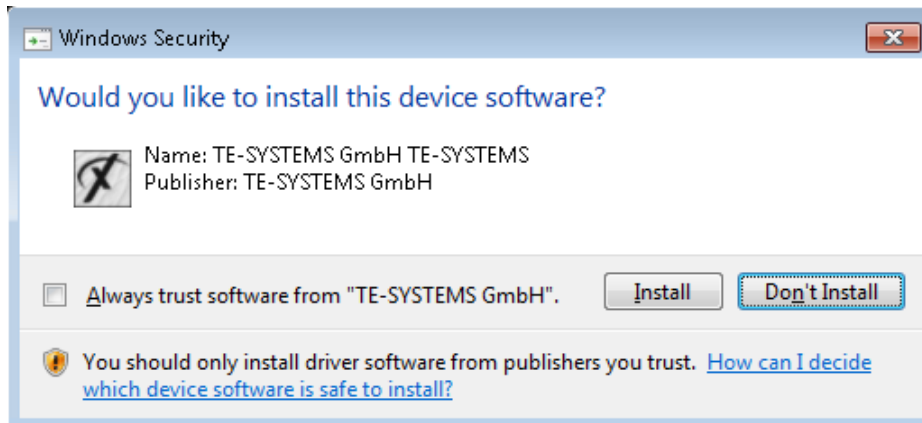 Windows Security
Would you like to install this device software?
Name: TE-SYSTEMS GmbH TE-SYSTEMS
Publisher: TE-SYSTEMS GmbH
Always trust software from "TE-SYSTEMS GmbH".
Install
Don't Install
You should only install driver software from publishers you trust. How can I decide
which device software is safe to install?